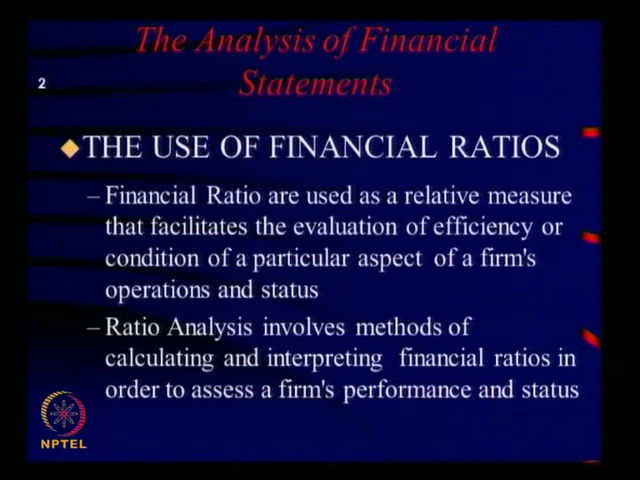 The Analysis of Financial
Statements
2
THE USE OF FINANCIAL RATIOS
– Financial Ratio are used as a relative measure
that facilitates the evaluation of efficiency or
condition of a particular aspect of a firm's
operations and status
– Ratio Analysis involves methods of
calculating and interpreting financial ratios in
order to assess a firm's performance and status
NPTEL